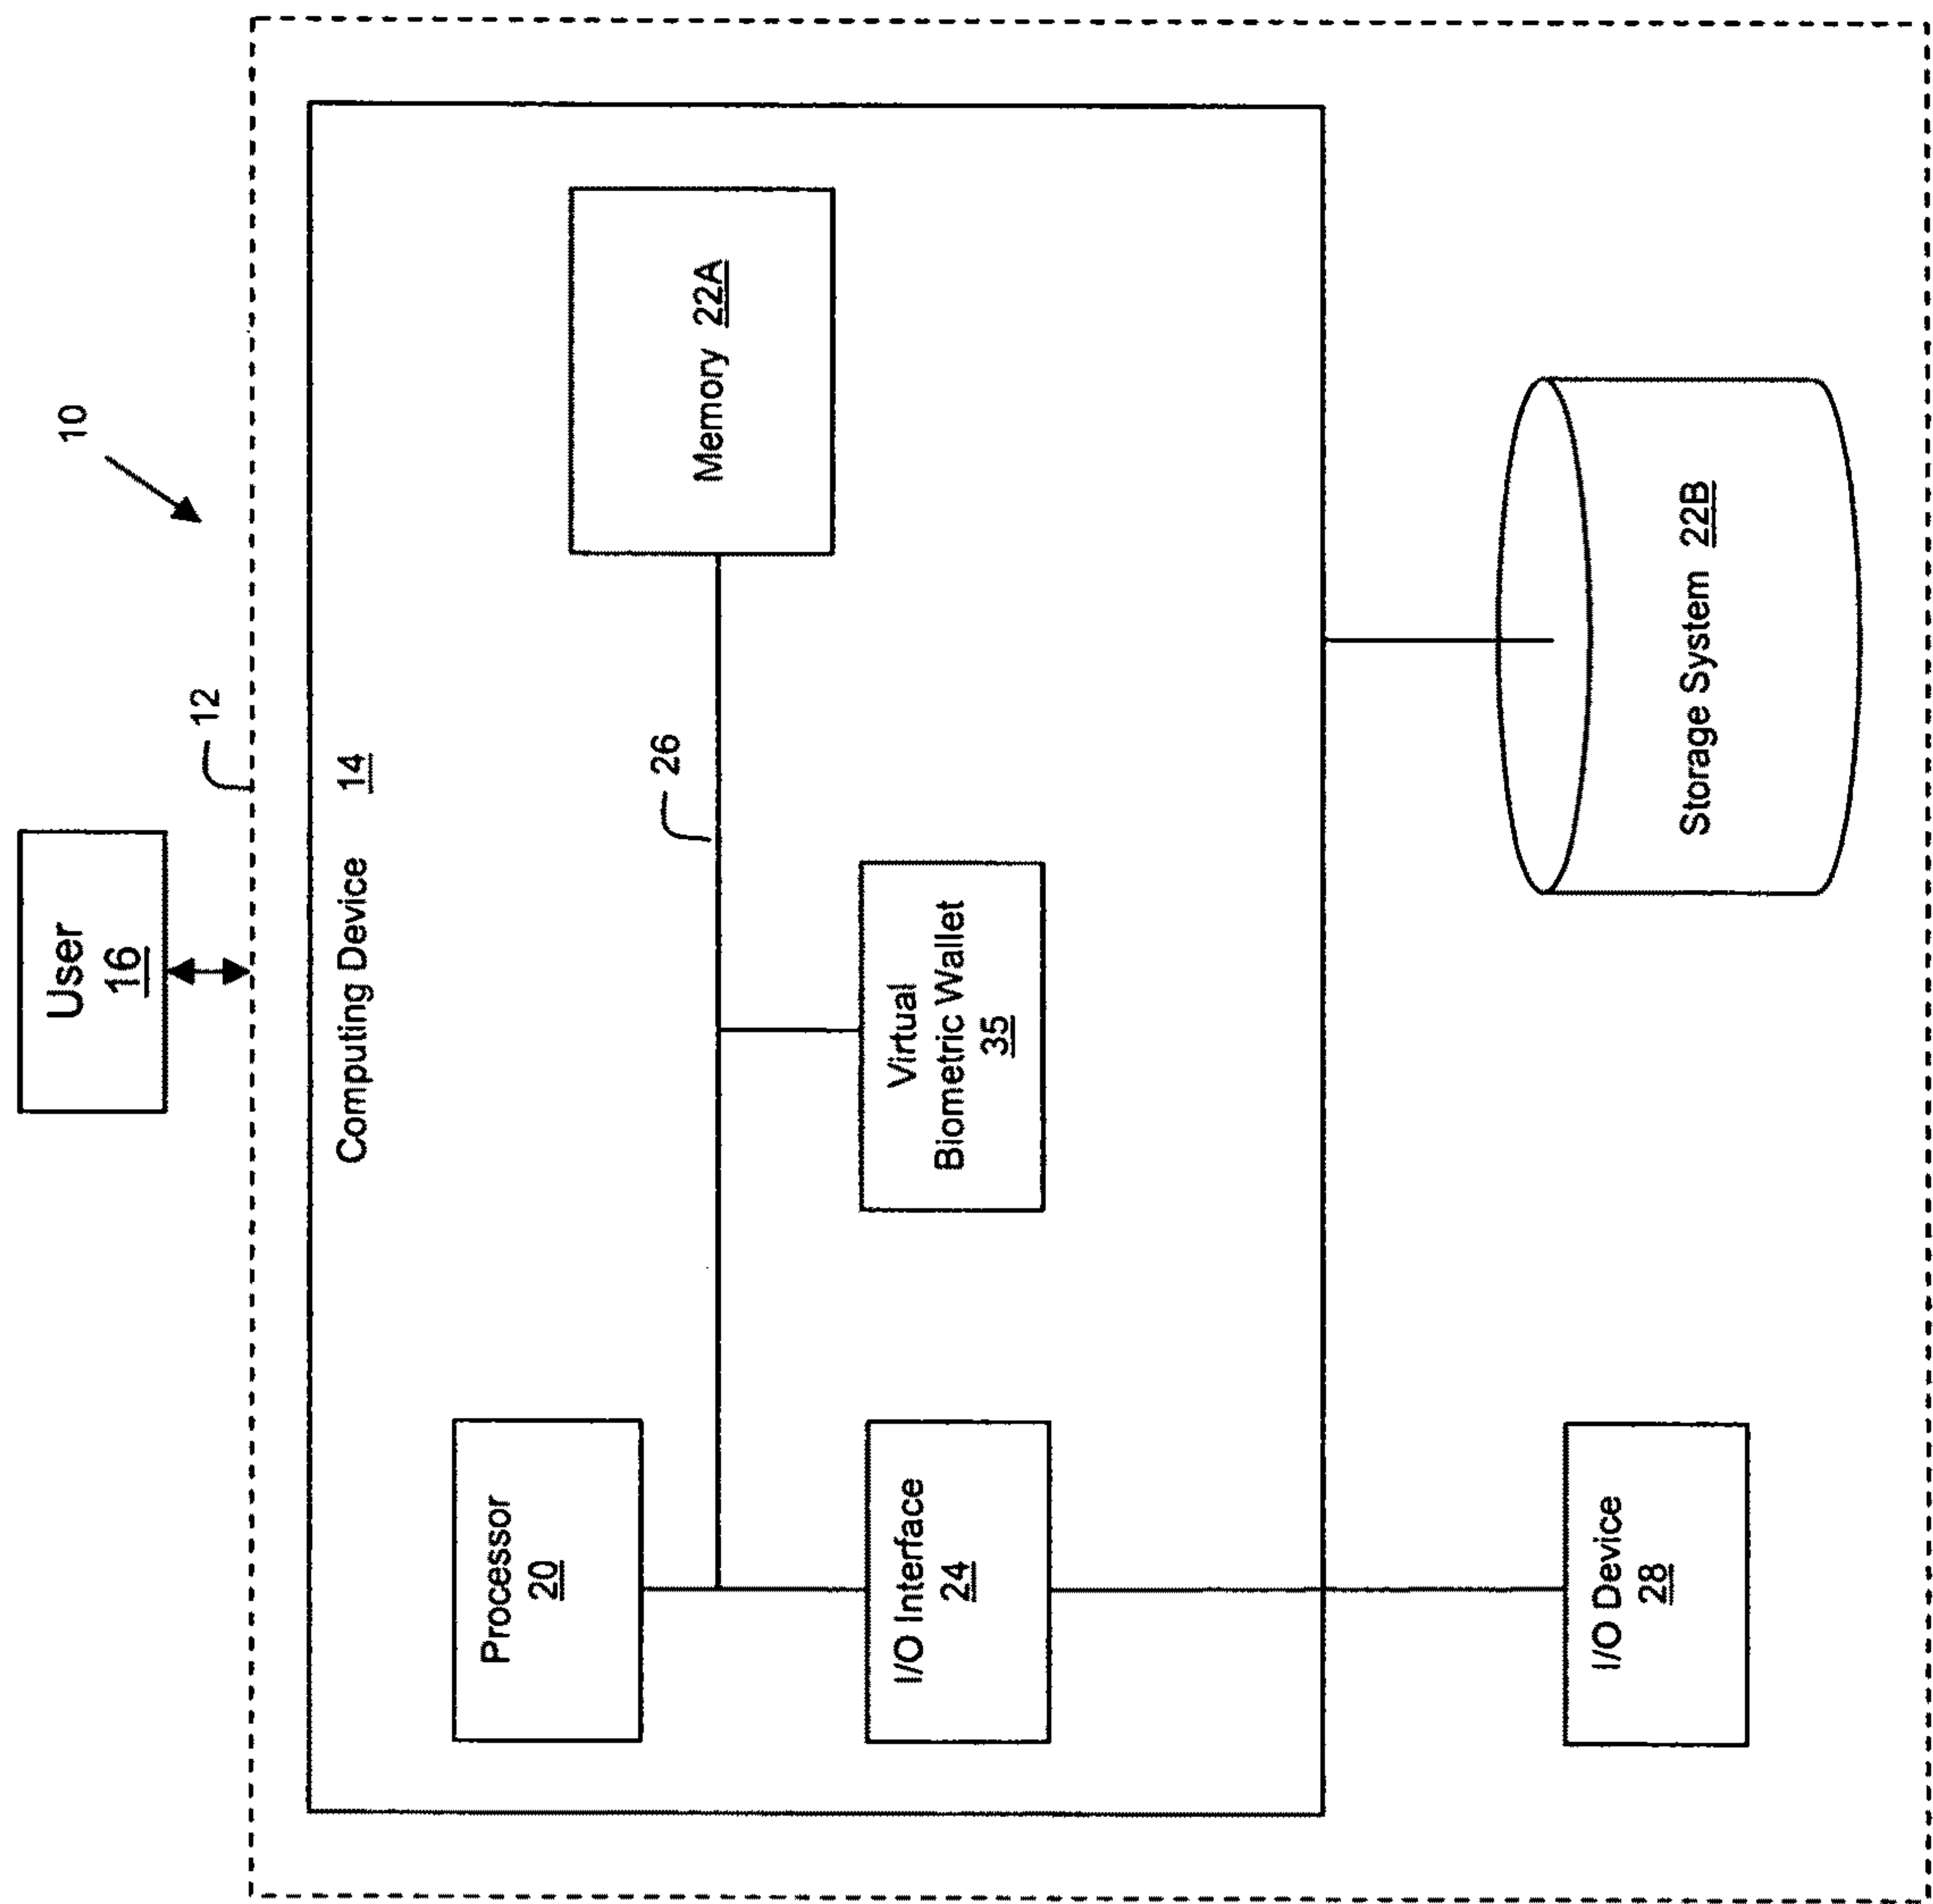 10
User
16
12
Computing Device 14
Processor
20
26
Memory 22A
I/O Interface
24
Virtual
Biometric Wallet
35
I/O Device
28
Storage System 22B